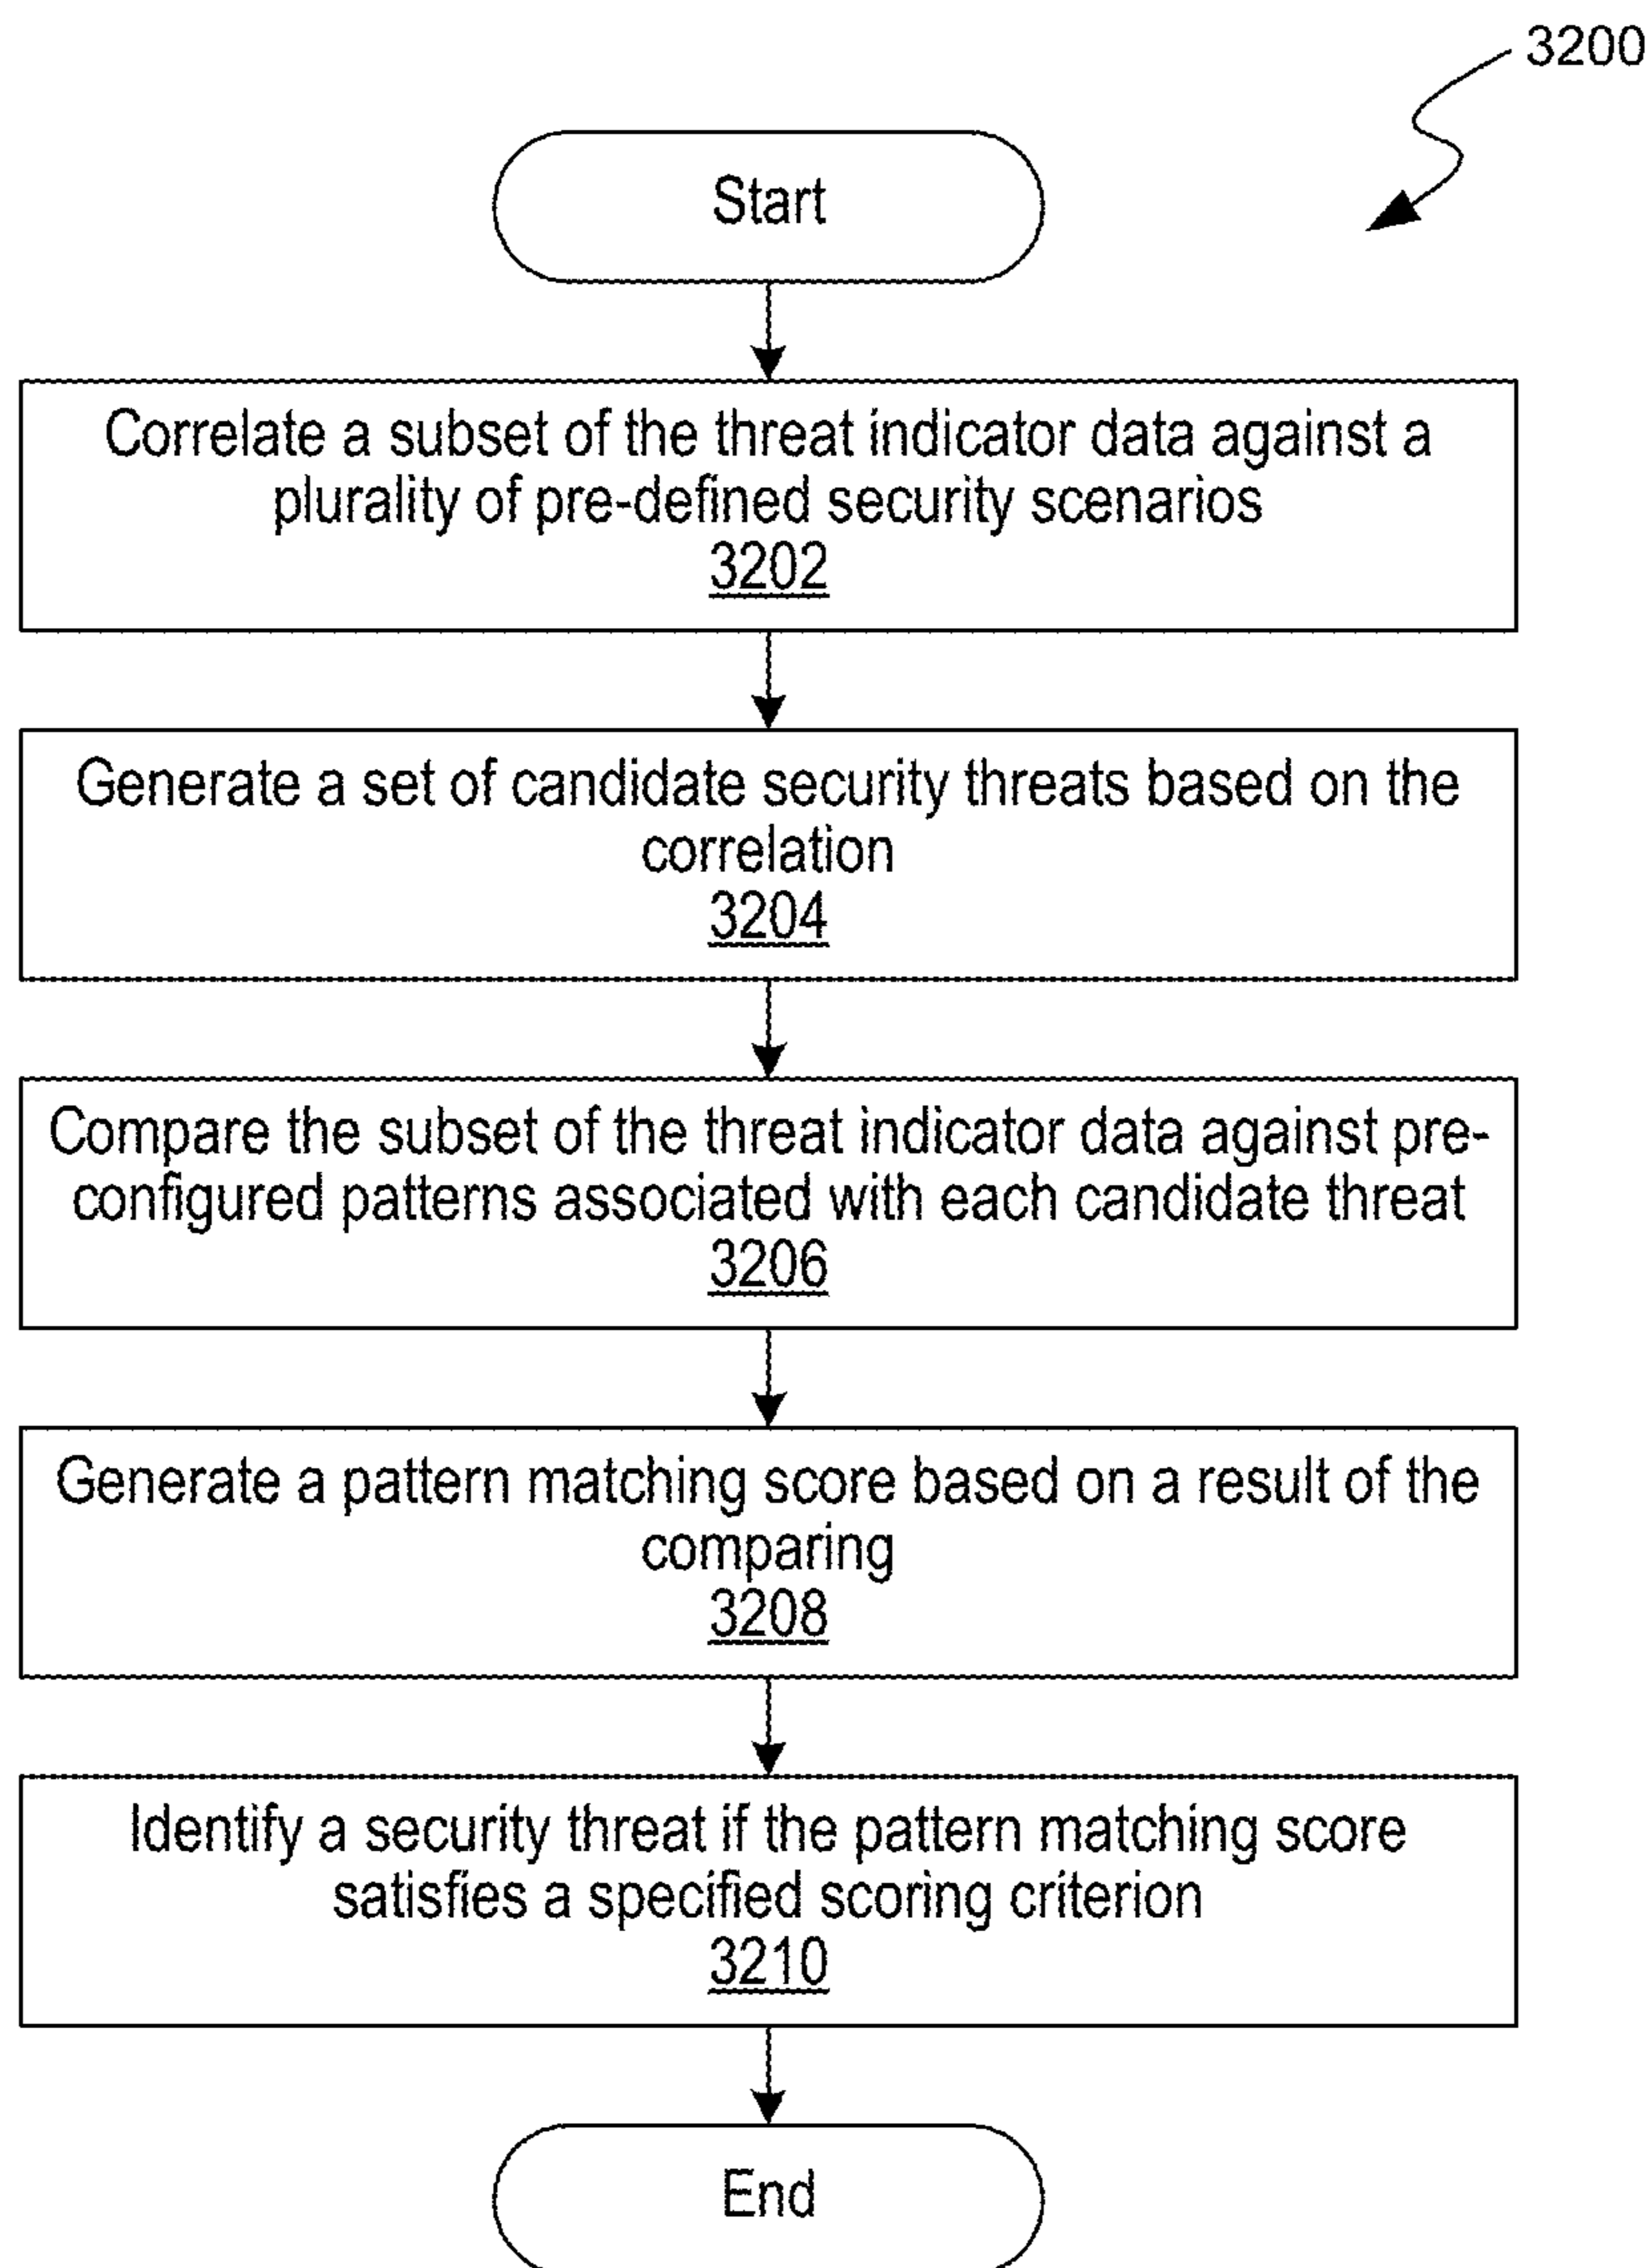 3200
Start
Correlate a subset of the threat indicator data against a
plurality of pre-defined security scenarios
3202
Generate a set of candidate security threats based on the
correlation
3204
Compare the subset of the threat indicator data against pre-
configured patterns associated with each candidate threat
3206
Generate a pattern matching score based on a result of the
comparing
3208
Identify a security threat if the pattern matching score
satisfies a specified scoring criterion
3210
End